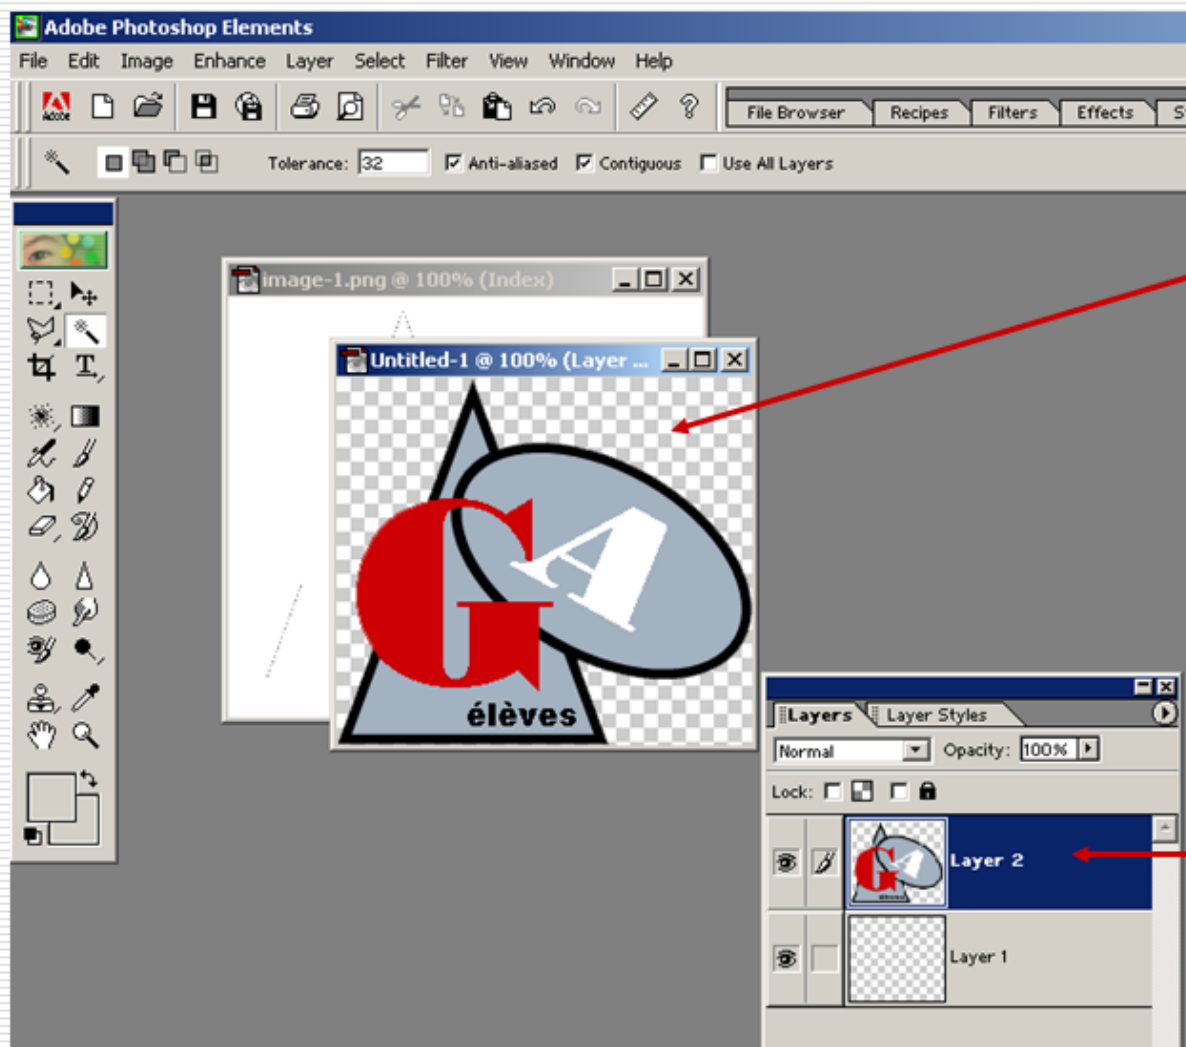 Adobe Photoshop Elements
File Edit Image Enhance Layer Select Filter View Window Help
Adobe
File Browser Recipes Filters Effects
Tolerance: 32 Anti-aliased Contiguous Use All Layers
image-1.png @ 100% (Index)
Untitled-1 @ 100% (Layer ...
G A
élèves
Layers Layer Styles
Normal Opacity: 100%
Lock:
Layer 2
Layer 1